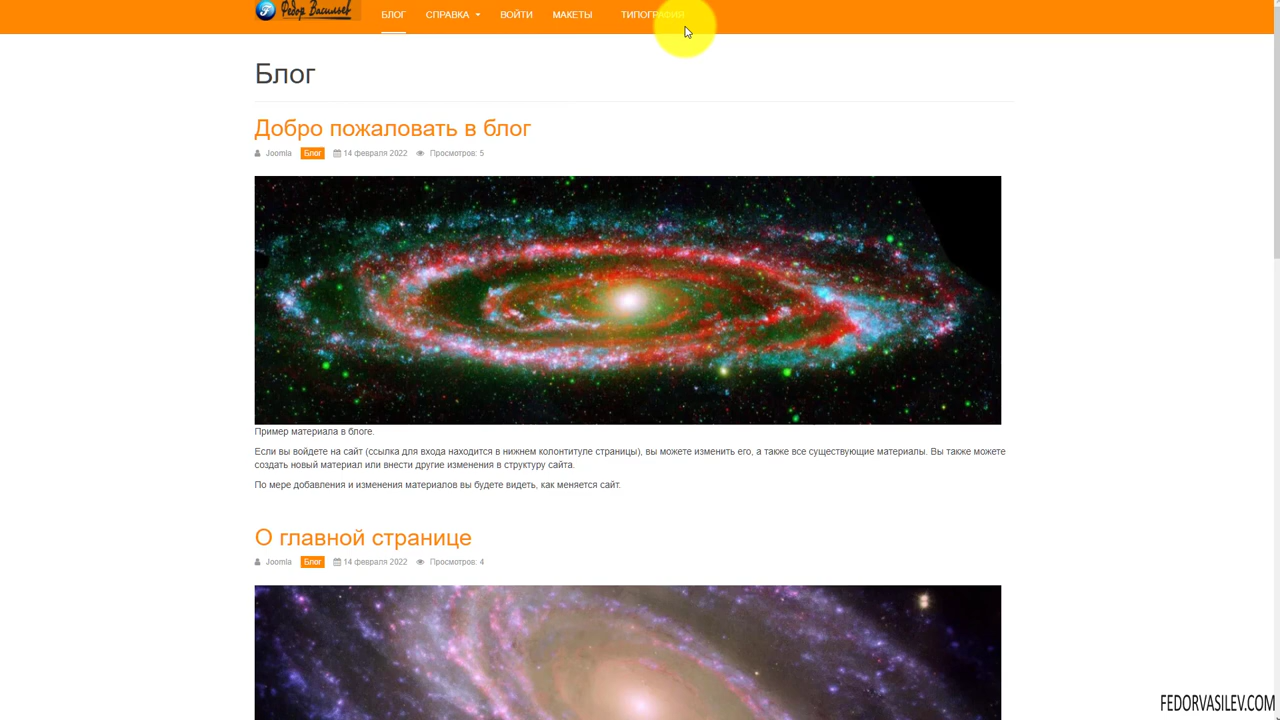 Федор Васильев
БЛОГ СПРАВКА ВОЙТИ МАКЕТЫ ТИПОГРАФИЯ
Блог
Добро пожаловать в блог
Joomla Блог 14 февраля 2022 Просмотров: 5
Пример материала в блоге.
Если вы войдете на сайт (ссылка для входа находится в нижнем колонтитуле страницы), вы можете изменить его, а также все существующие материалы. Вы также можете
создать новый материал или внести другие изменения в структуру сайта.
По мере добавления и изменения материалов вы будете видеть, как меняется сайт.
О главной странице
Joomla Блог 14 февраля 2022 Просмотров: 4
FEDORVASILEV.COM